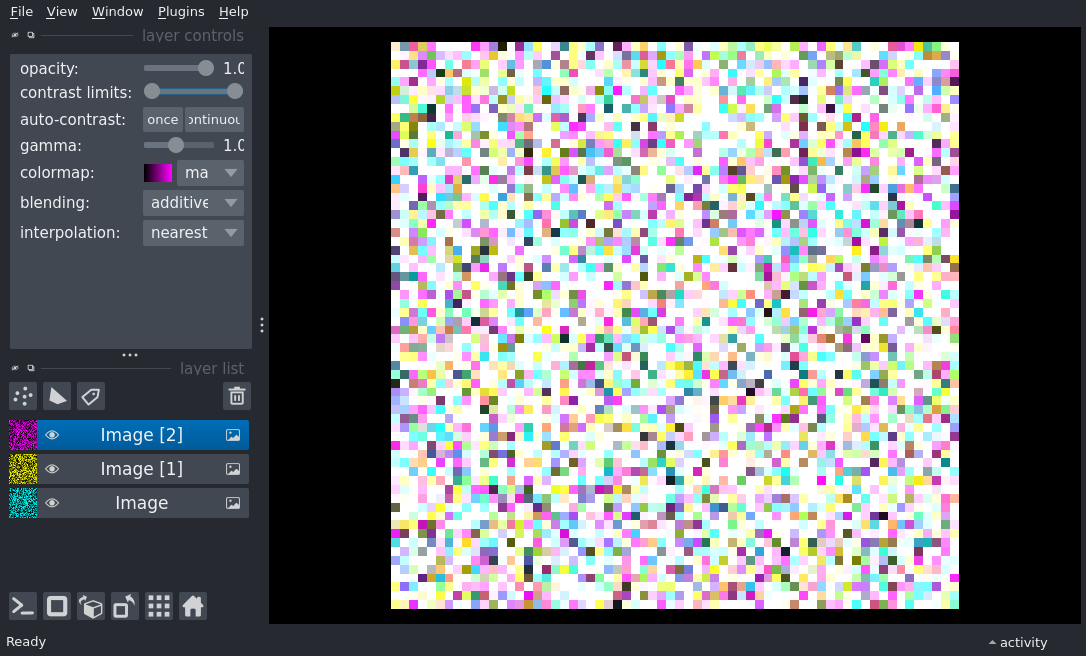 File View Window Plugins Help
layer controls
opacity: 1.0
contrast limits:
auto-contrast: once ontinuou
gamma: 1.0
colormap: ma
blending: additive
interpolation: nearest
layer list
Image [2]
Image [1]
Image
Ready activity